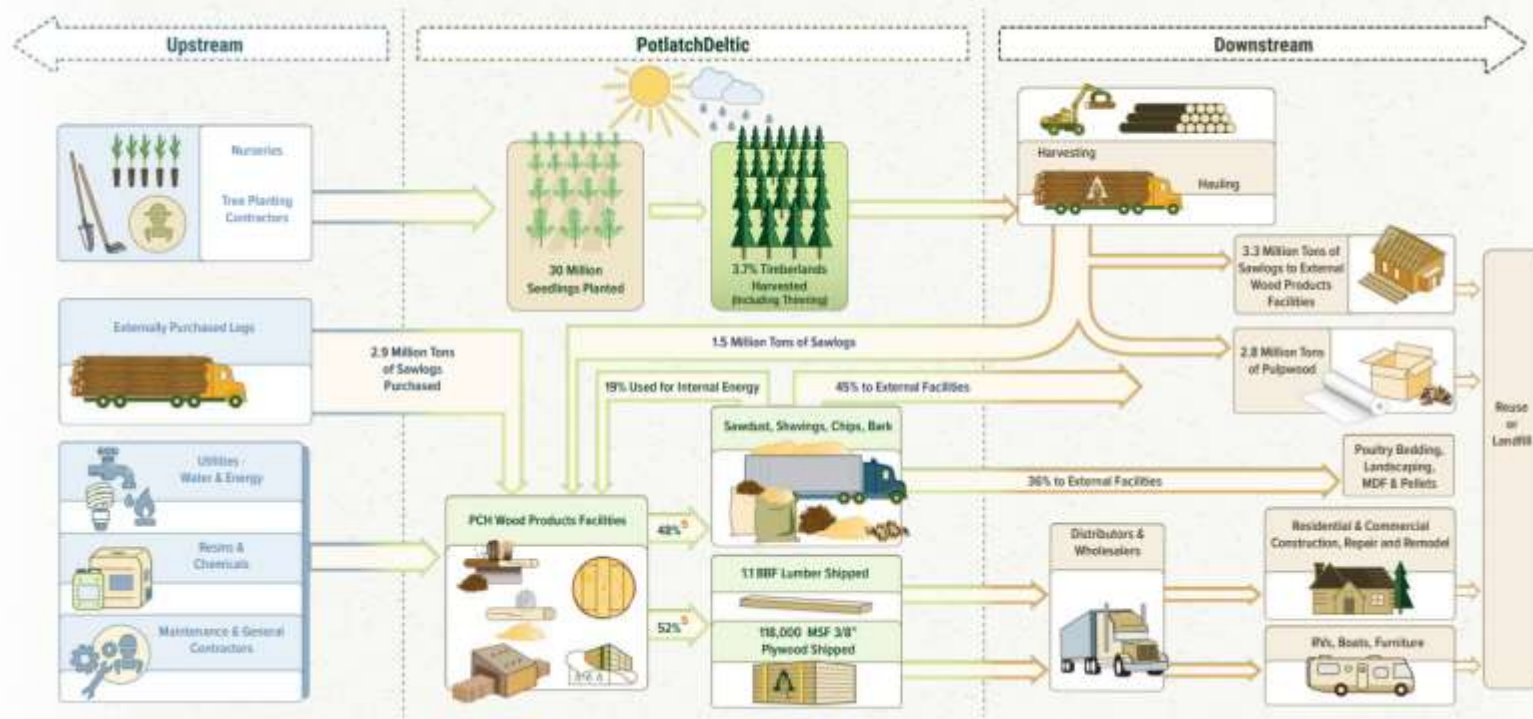 Upstream
PotlatchDeltic
Downstream
Nurseries
Tree Planting
Contractors
30 Million
Seedlings Planted
3.7% Timberlands
Harvested
(Including Thinning)
Harvesting
Hauling
3.3 Million Tons of
Sawlogs to External
Wood Products
Facilities
Externally Purchased Logs
2.9 Million Tons
of Sawlogs
Purchased
1.5 Million Tons of Sawlogs
2.8 Million Tons
of Pulpwood
19% Used for Internal Energy
45% to External Facilities
Reuse
or
Landfill
Sawdust, Shavings, Chips, Bark
Utilities -
Water & Energy
36% to External Facilities
Poultry Bedding,
Landscaping,
MDF & Pellets
PCH Wood Products Facilities
48%5
Resins &
Chemicals
Distributors &
Wholesalers
Residential & Commercial
Construction, Repair and Remodel
1.1 BBF Lumber Shipped
52%5
118,000 MSF 3/8"
Plywood Shipped
Maintenance & General
Contractors
RVs, Boats, Furniture